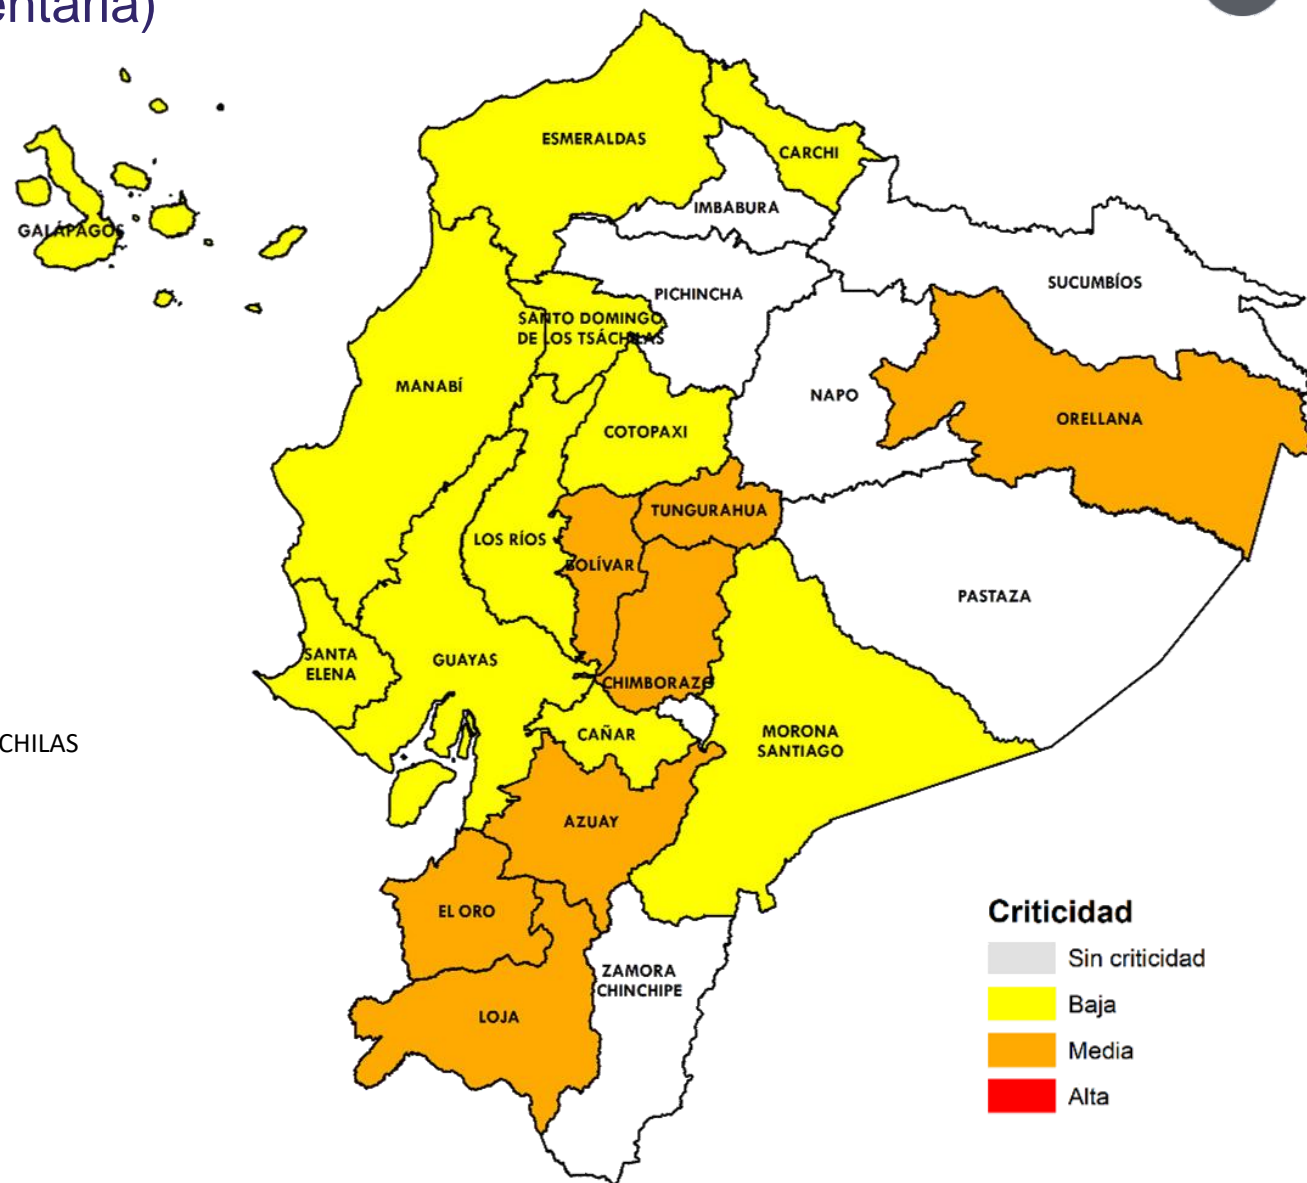 entaria)
ESMERALDAS
CARCHI
IMBABURA
GALÁPAGOS
SUCUMBÍOS
PICHINCHA
SANTO DOMINGO
DE LOS TSÁCHILAS
MANABÍ
NAPO
ORELLANA
COTOPAXI
TUNGURAHUA
LOS RÍOS
BOLÍVAR
PASTAZA
SANTA
ELENA
GUAYAS
CHIMBORAZO
CAÑAR
MORONA
SANTIAGO
CHILAS
AZUAY
EL ORO
ZAMORA
CHINCHIPE
LOJA
Criticidad
Sin criticidad
Baja
Media
Alta